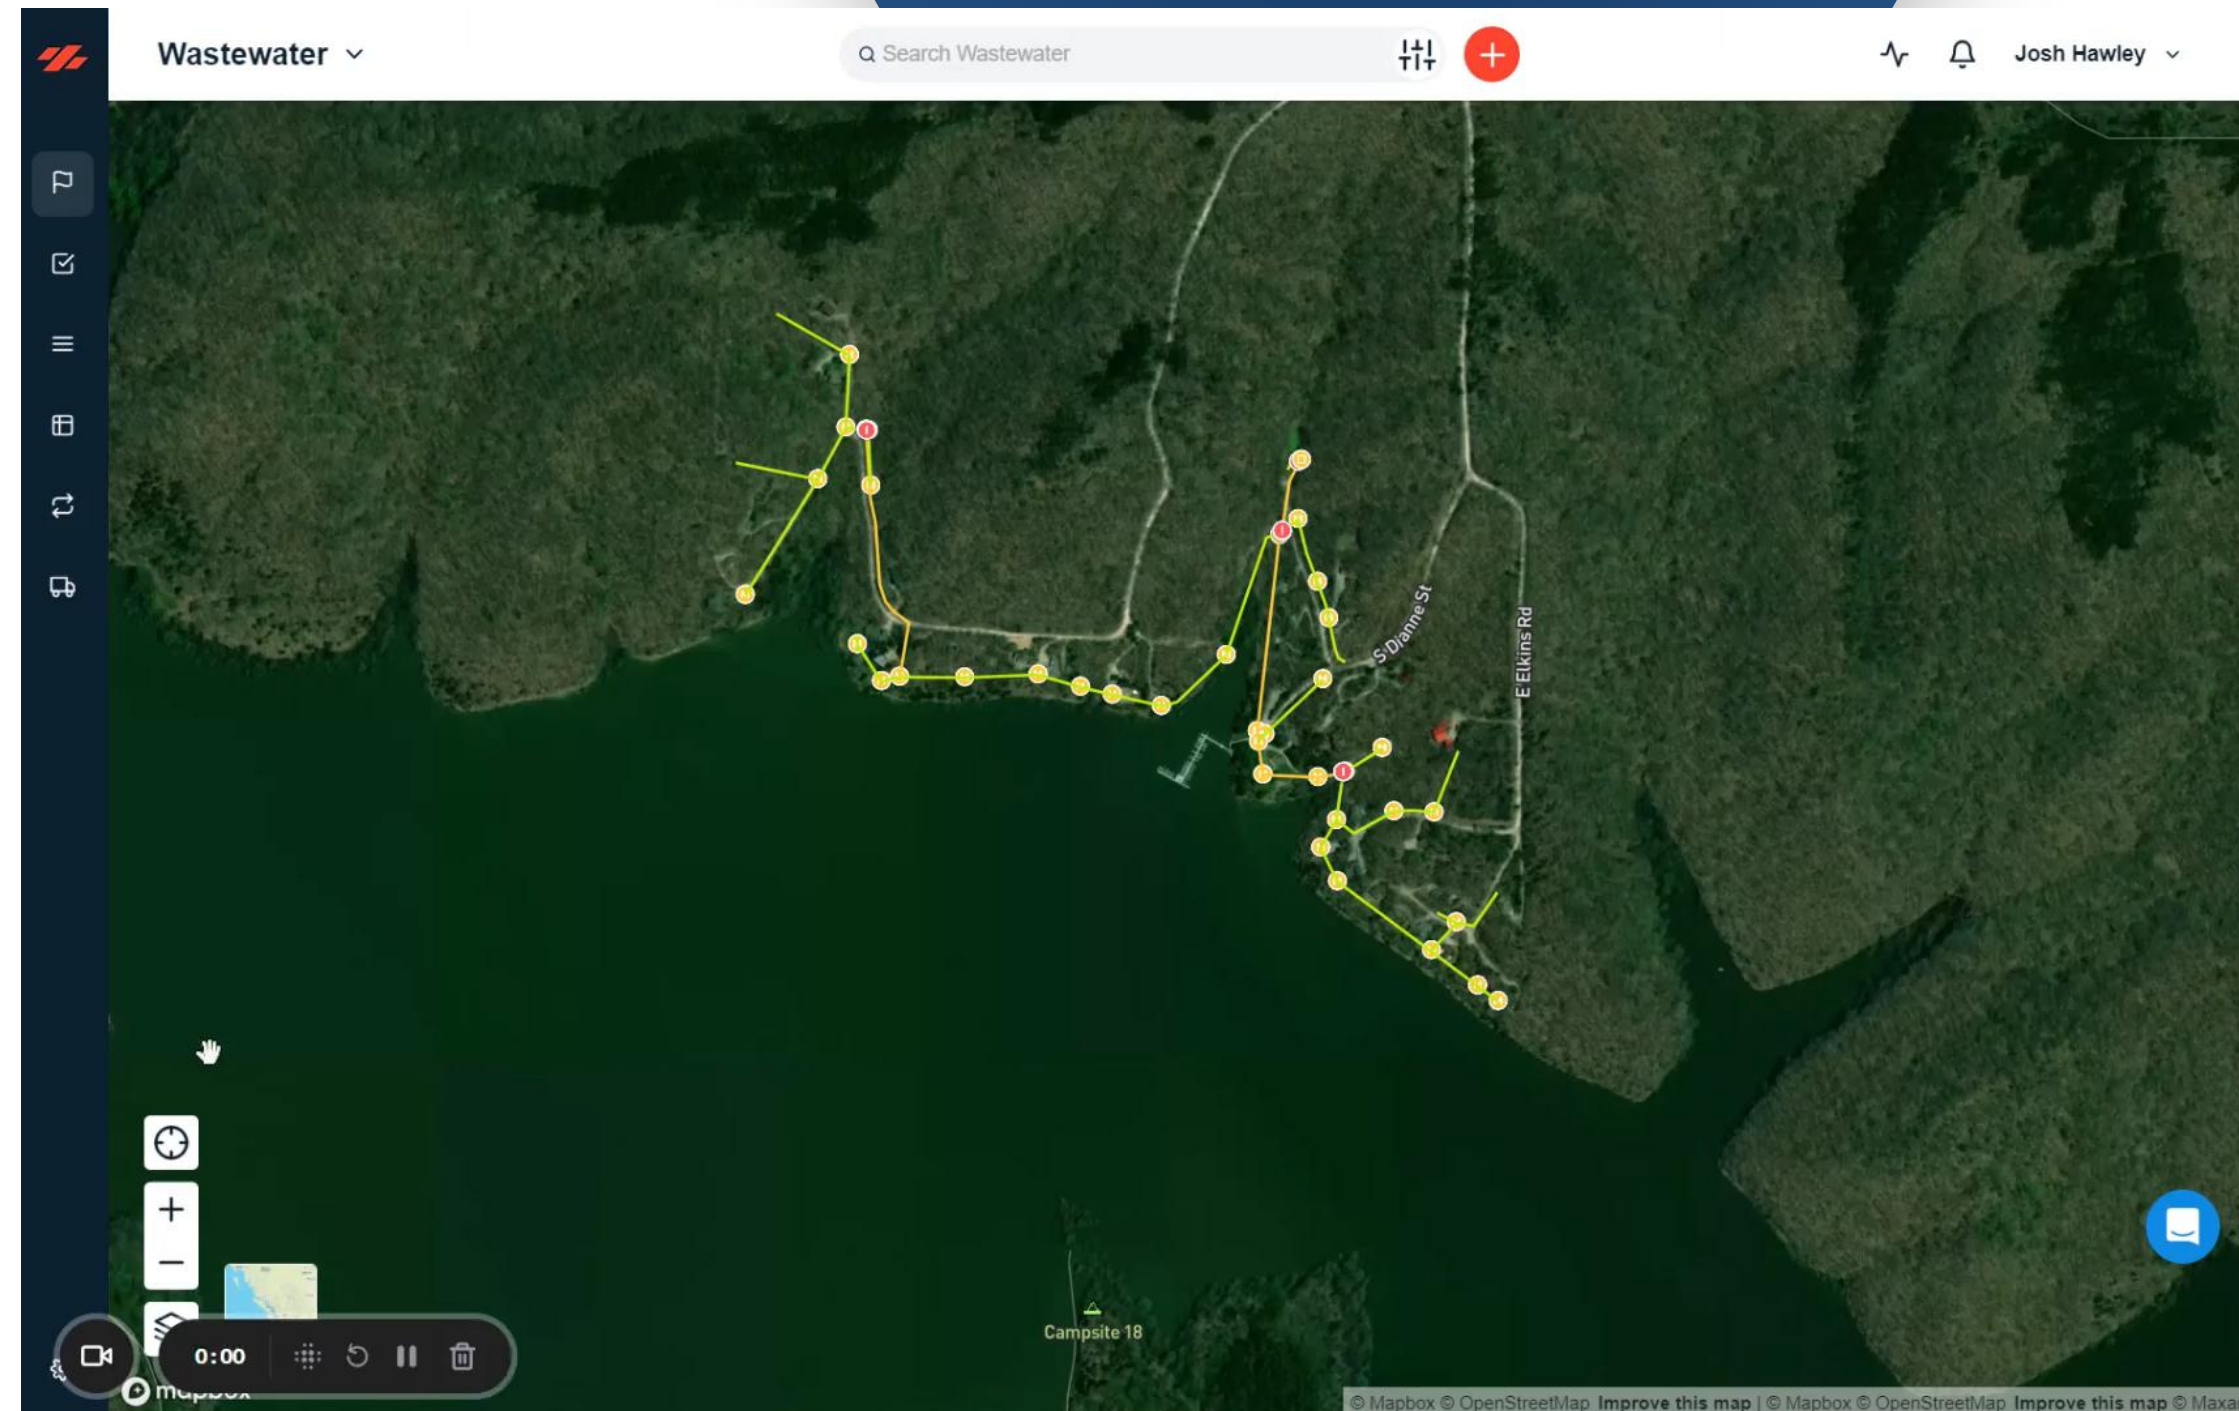 Wastewater
Search Wastewater
Josh Hawley
S Dianne St
E Elkins Rd
Campsite 18
0:00
mapbox
© Mapbox © OpenStreetMap Improve this map | © Mapbox © OpenStreetMap Improve this map © Maxa